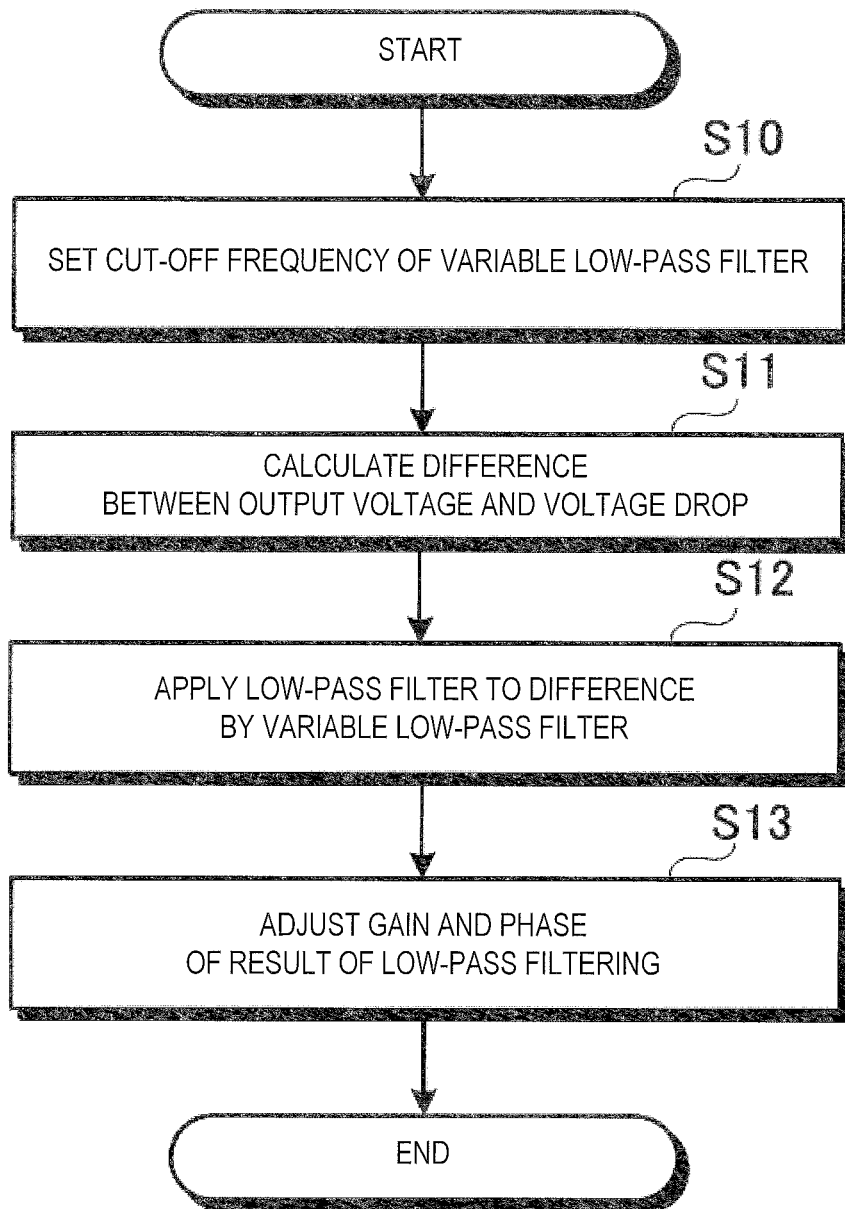 START
S10
SET CUT-OFF FREQUENCY OF VARIABLE LOW-PASS FILTER
S11
CALCULATE DIFFERENCE
BETWEEN OUTPUT VOLTAGE AND VOLTAGE DROP
S12
APPLY LOW-PASS FILTER TO DIFFERENCE
BY VARIABLE LOW-PASS FILTER
S13
ADJUST GAIN AND PHASE
OF RESULT OF LOW-PASS FILTERING
END